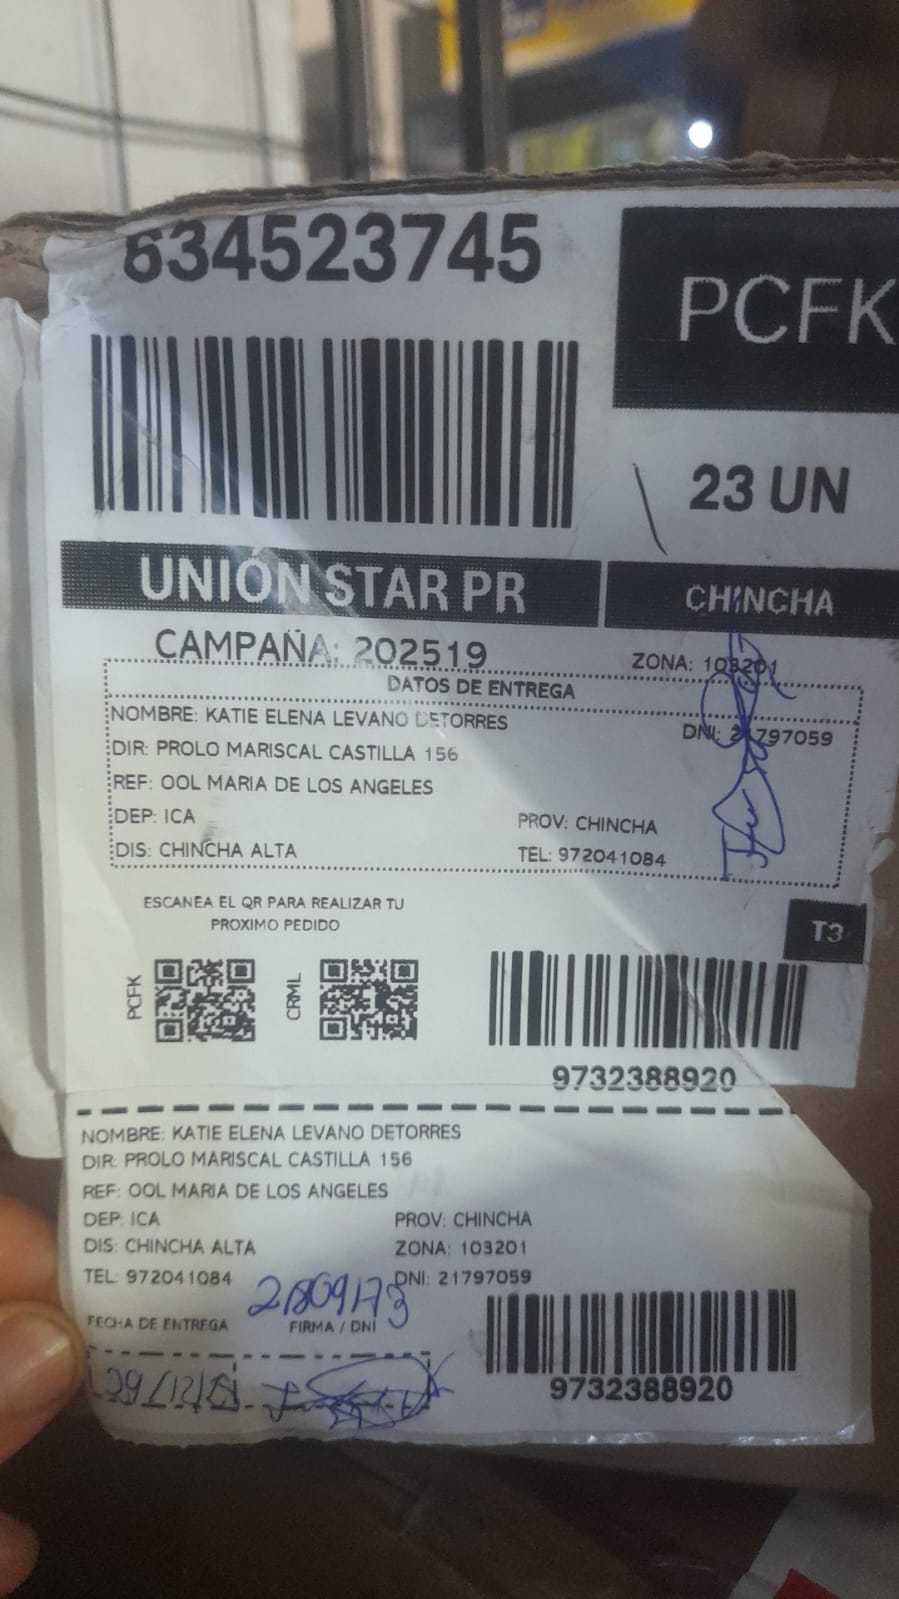 634523745
PCFK
23 UN
UNIÓN STAR PR
CHINCHA
CAMPAÑA: 202519
ZONA: 103201
DATOS DE ENTREGA
NOMBRE: KATIE ELENA LEVANO DETORRES
DNI: 21797059
DIR: PROLO MARISCAL CASTILLA 156
REF: OOL MARIA DE LOS ANGELES
DEP: ICA
PROV: CHINCHA
DIS: CHINCHA ALTA
TEL: 972041084
ESCANEA EL QR PARA REALIZAR TU
PROXIMO PEDIDO
T3
PCFK
CRML
9732388920
NOMBRE: KATIE ELENA LEVANO DETORRES
DIR: PROLO MARISCAL CASTILLA 156
REF: OOL MARIA DE LOS ANGELES
DEP: ICA
PROV: CHINCHA
DIS: CHINCHA ALTA
ZONA: 103201
TEL: 972041084
DNI: 21797059
FECHA DE ENTREGA
FIRMA / DNI
9732388920